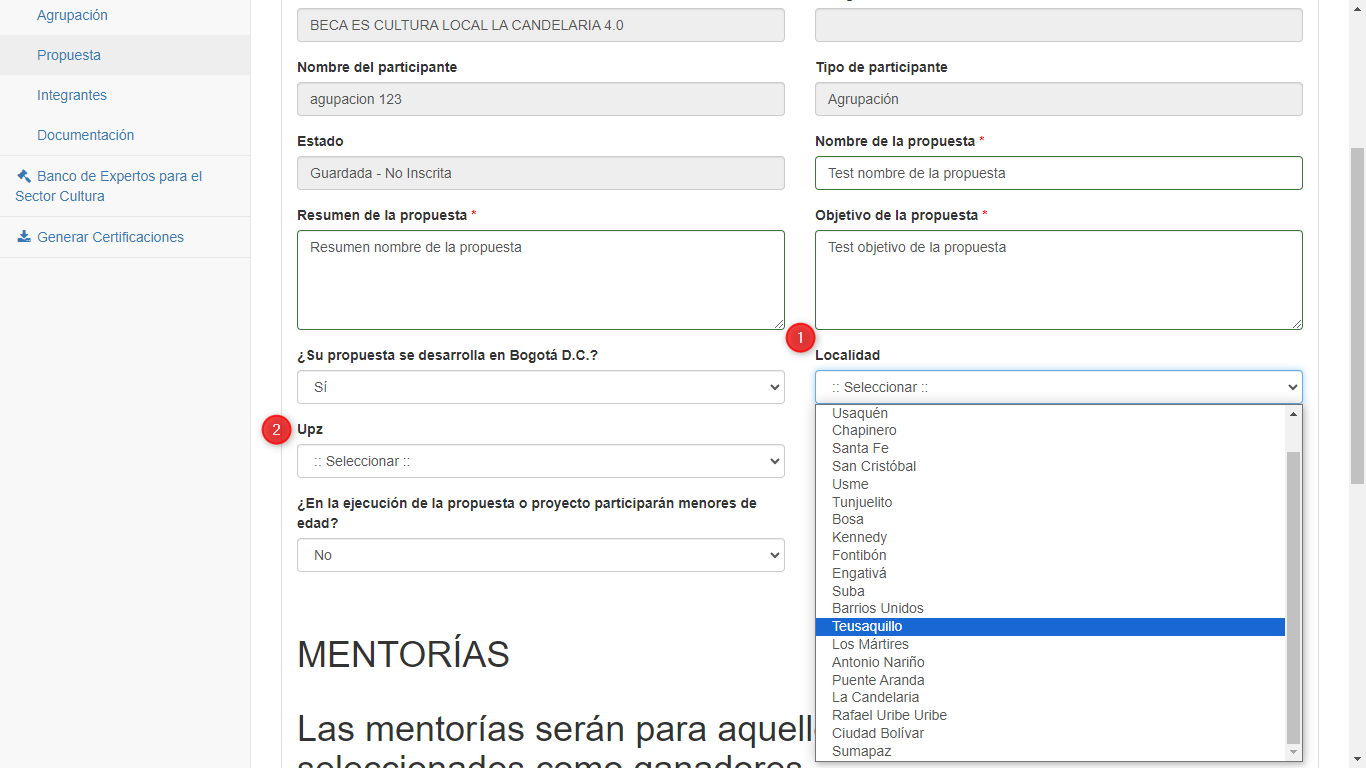 Agrupación
Propuesta
Integrantes
Documentación
Banco de Expertos para el
Sector Cultura
Generar Certificaciones
BECA ES CULTURA LOCAL LA CANDELARIA 4.0
Nombre del participante
Tipo de participante
agupacion 123
Agrupación
Estado
Nombre de la propuesta *
Guardada - No Inscrita
Test nombre de la propuesta
Resumen de la propuesta *
Objetivo de la propuesta *
Resumen nombre de la propuesta
Test objetivo de la propuesta
1
¿Su propuesta se desarrolla en Bogotá D.C.?
Localidad
Sí
:: Seleccionar ::
2
Upz
:: Seleccionar ::
¿En la ejecución de la propuesta o proyecto participarán menores de
edad?
No
Usaquén
Chapinero
Santa Fe
San Cristóbal
Usme
Tunjuelito
Bosa
Kennedy
Fontibón
Engativá
Suba
Barrios Unidos
Teusaquillo
Los Mártires
Antonio Nariño
Puente Aranda
La Candelaria
Rafael Uribe Uribe
Ciudad Bolívar
Sumapaz
MENTORÍAS
Las mentorías serán para
seleccionados como ganadores